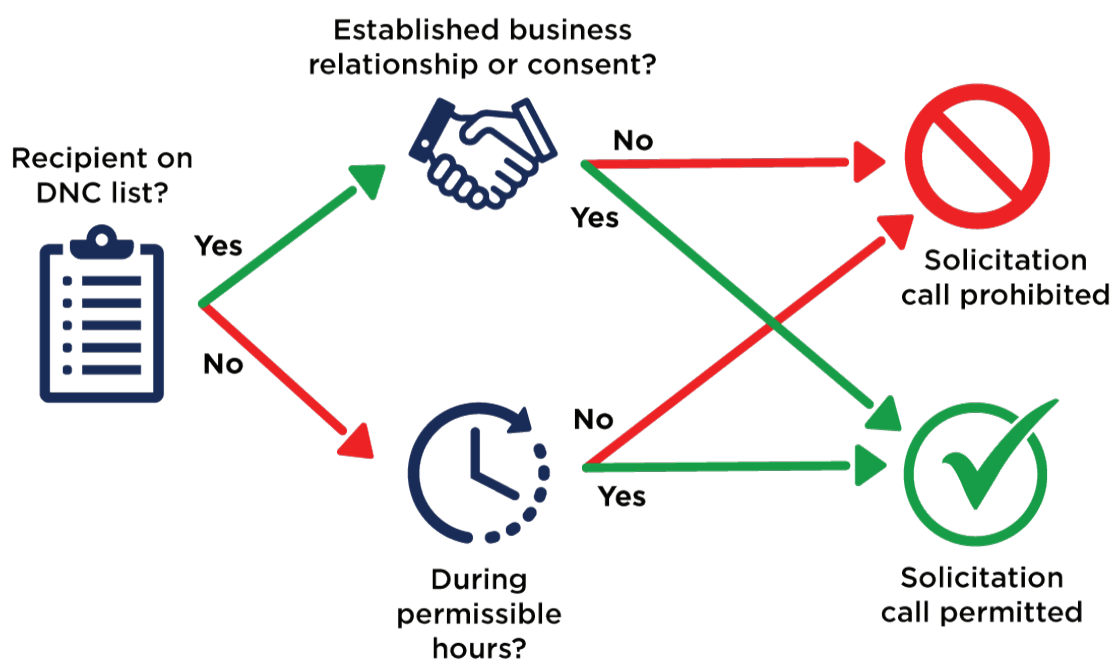 Established business
relationship or consent?
Recipient on
DNC list?
Yes
No
No
Yes
Solicitation
call prohibited
No
Yes
During
permissible
hours?
Solicitation
call permitted